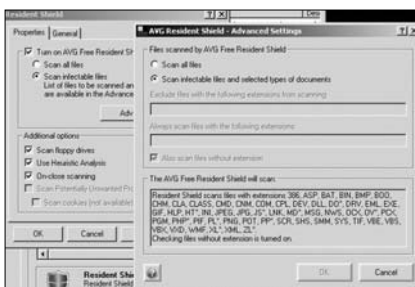 Resident Shield
Des
Properties
General
Turn on AVG Free Resident Sh
Scan all files
Scan infectable files
List of files to be scanned an
are available in the Advance
Adv
Additional options
Scan floppy drives
Use Heuristic Analysis
On-close scanning
Scan Potentially Unwanted Pro
Scan cookies (not available)
OK
Cancel
Resident Shie
AVG Resident Shield - Advanced Settings
Files scanned by AVG Free Resident Shield
Scan all files
Scan infectable files and selected types of documents
Exclude files with the following extensions from scanning
Always scan files with the following extensions
Also scan files without extension
The AVG Free Resident Shield will scan:
Resident Shield scans files with extensions 386, ASP, BAT, BIN, BMP, BOO,
CHM, CLA, CLASS, CMD, CNM, COM, CPL, DEV, DLL, DO*, DRV, EML, EXE,
GIF, HLP, HT*, INI, JPEG, JPG, JS*, LNK, MD*, MSG, NWS, OCX, OV*, PCX,
PGM, PHP*, PIF, PL*, PNG, POT, PP*, SCR, SHS, SMM, SYS, TIF, VBE, VBS,
VBX, VXD, WMF, XL*, XML, ZL*,
Checking files without extension is turned on.
OK
Cancel